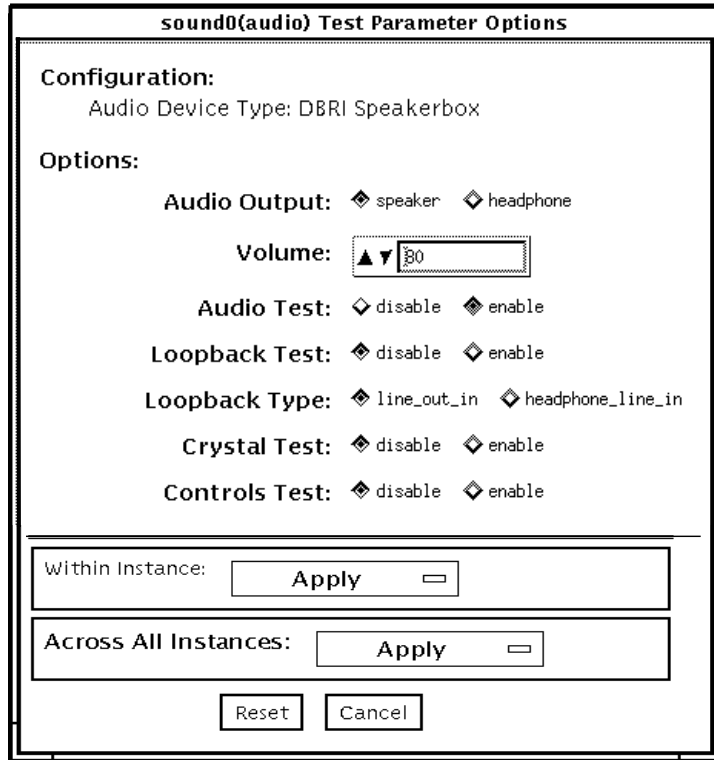 sound0(audio) Test Parameter Options
Configuration:
Audio Device Type: DBRI Speakerbox
Options:
Audio Output: speaker headphone
Volume: 80
Audio Test: disable enable
Loopback Test: disable enable
Loopback Type: line_out_in headphone_line_in
Crystal Test: disable enable
Controls Test: disable enable
Within Instance: Apply
Across All Instances: Apply
Reset Cancel